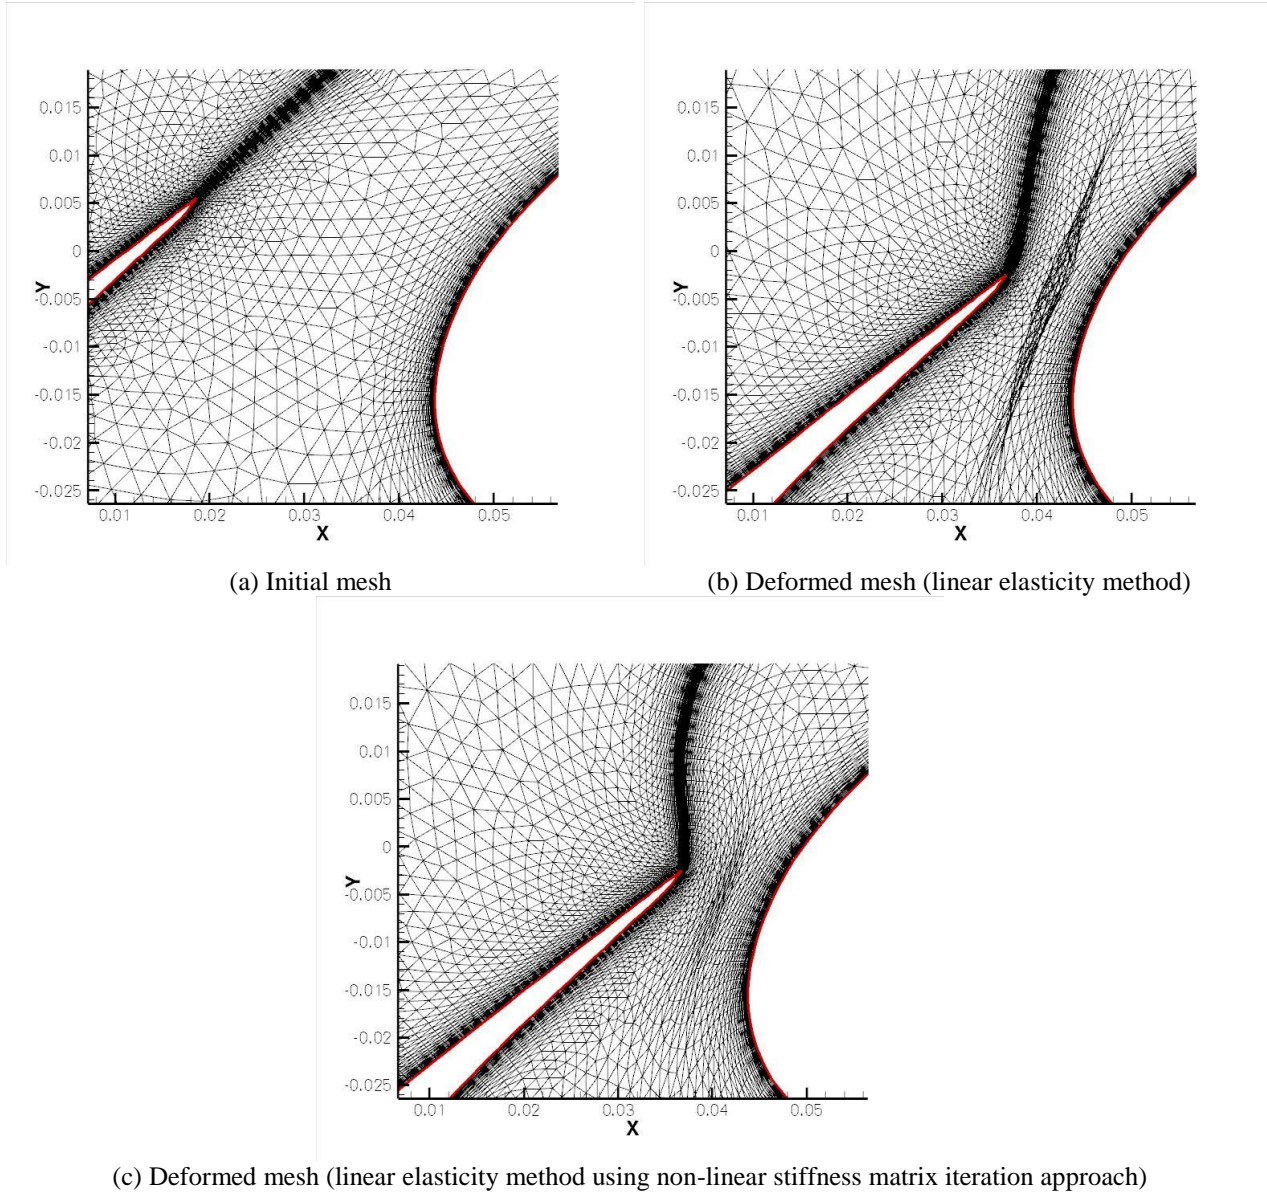 0.015
0.01
0.005
0
-0.005
-0.01
-0.015
-0.02
-0.025
Y
0.01 0.02 0.03 0.04 0.05
X
(a) Initial mesh
0.015
0.01
0.005
0
-0.005
-0.01
-0.015
-0.02
-0.025
Y
0.01 0.02 0.03 0.04 0.05
X
(b) Deformed mesh (linear elasticity method)
0.015
0.01
0.005
0
-0.005
-0.01
-0.015
-0.02
-0.025
Y
0.01 0.02 0.03 0.04 0.05
X
(c) Deformed mesh (linear elasticity method using non-linear stiffness matrix iteration approach)